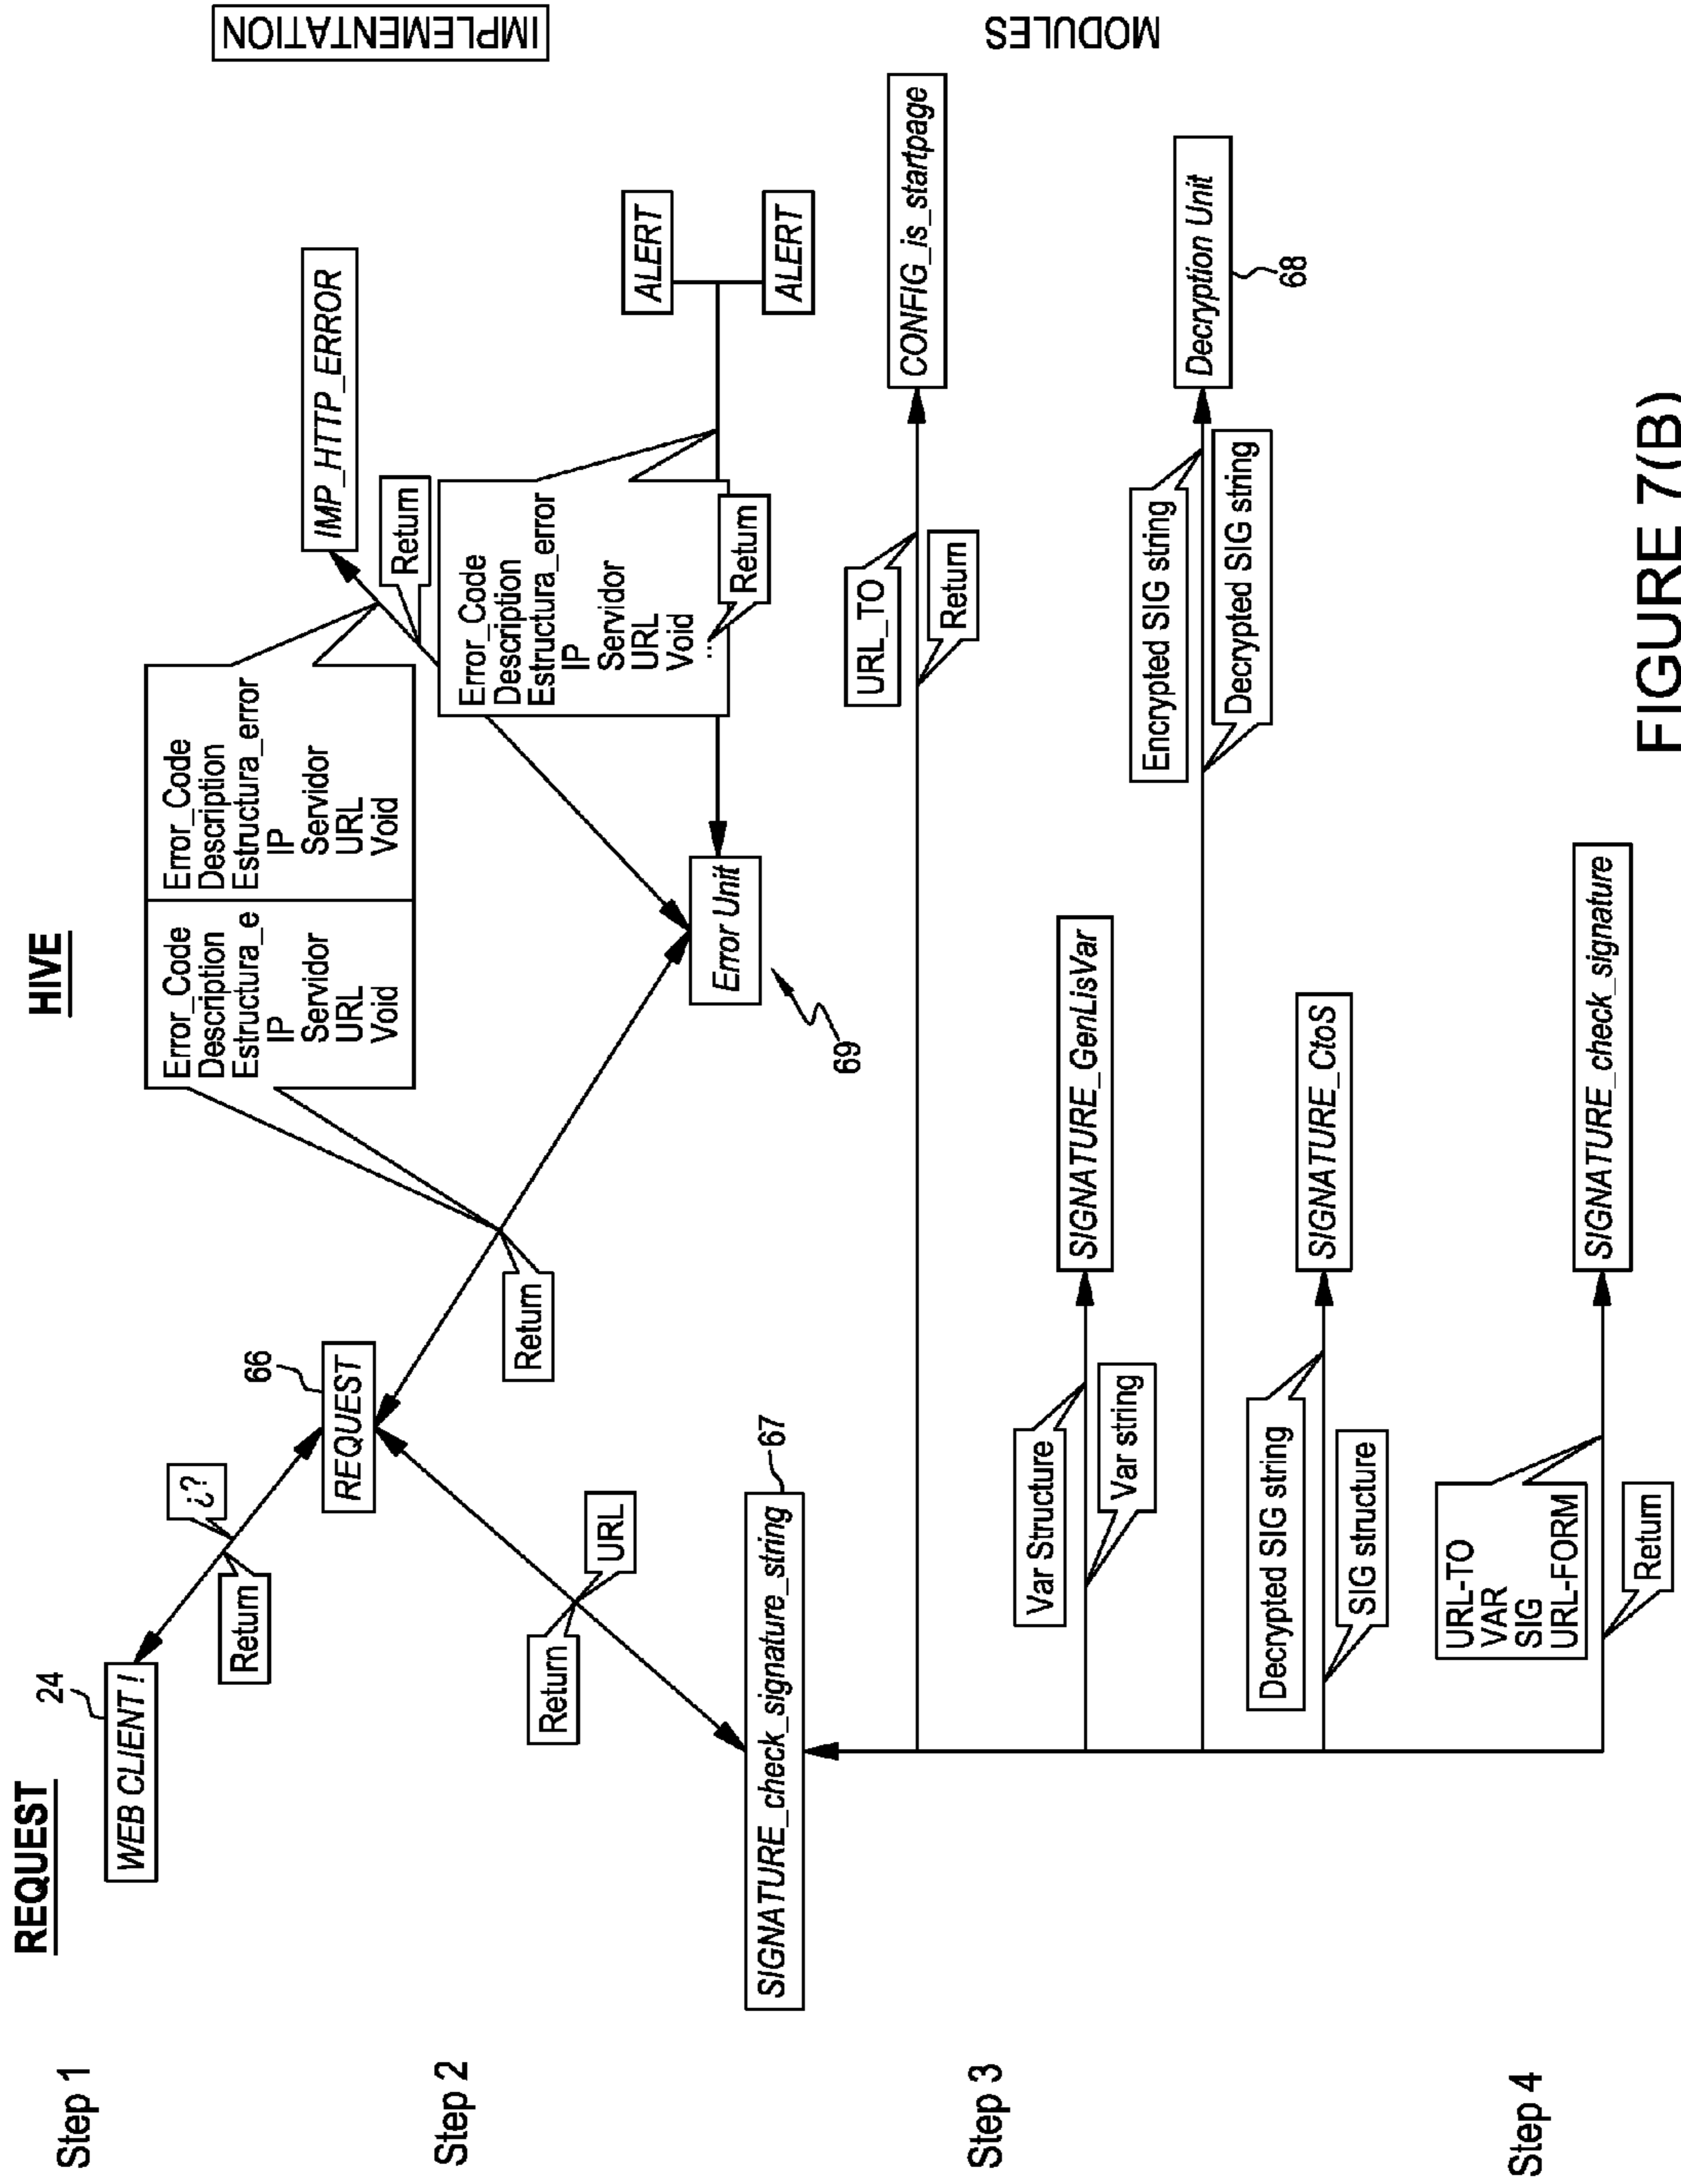 REQUEST
HIVE
Step 1
Step 2
Step 3
Step 4
24
WEB CLIENT !
¿?
Return
66
REQUEST
Error_Code
Description
Estructura_e
IP
Servidor
URL
Void
Error_Code
Description
Estructura_error
IP
Servidor
URL
Void
IMP_HTTP_ERROR
Return
IMPLEMENTATION
Return
URL
Return
Error_Code
Description
Estructura_error
IP
Servidor
URL
Void
...
Return
ALERT
ALERT
Error Unit
69
67
SIGNATURE_check_signature_string
URL_TO
Return
CONFIG_is_startpage
MODULES
Var Structure
Var string
SIGNATURE_GenLisVar
Encrypted SIG string
Decrypted SIG string
Decryption Unit
68
Decrypted SIG string
SIG structure
SIGNATURE_CtoS
URL-TO
VAR
SIG
URL-FORM
Return
SIGNATURE_check_signature
FIGURE 7(B)